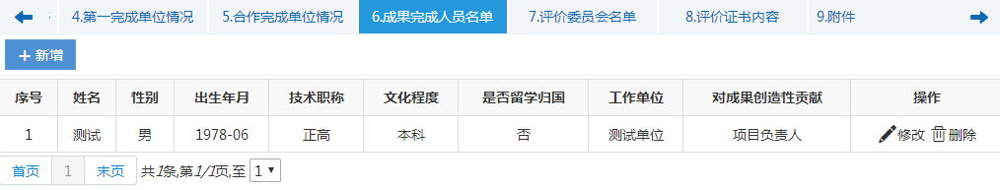 4.第一完成单位情况 5.合作完成单位情况 6.成果完成人员名单 7.评价委员会名单 8.评价证书内容 9.附件
+ 新增
序号 姓名 性别 出生年月 技术职称 文化程度 是否留学归国 工作单位 对成果创造性贡献 操作
1 测试 男 1978-06 正高 本科 否 测试单位 项目负责人 修改 删除
首页 1 末页 共1条,第1/1页,至 1